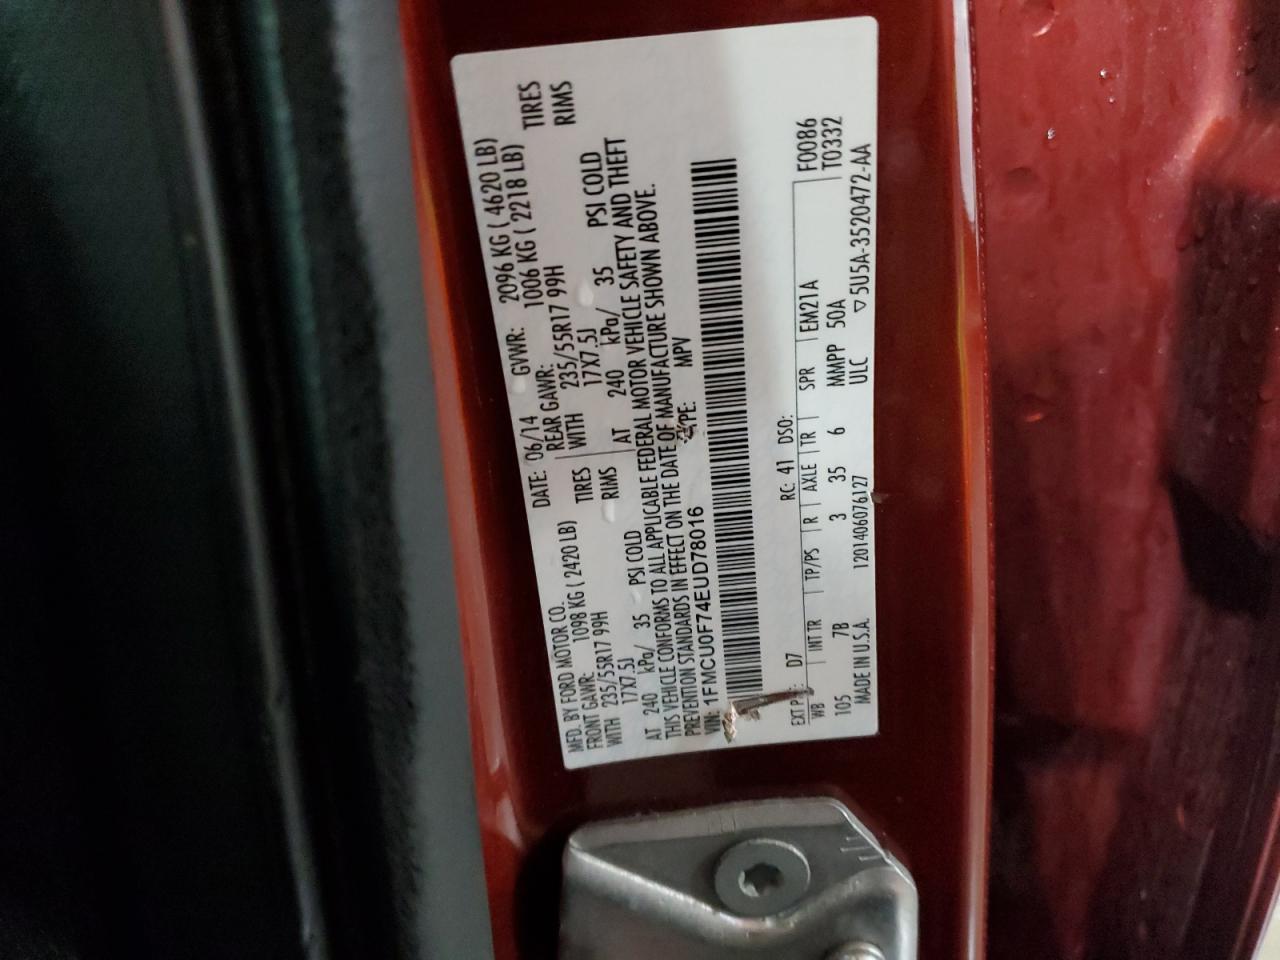 MFD. BY FORD MOTOR CO.
DATE: 06/14 GVWR: 2096 KG ( 4620 LB)
FRONT GAWR: 1098 KG ( 2420 LB) REAR GAWR: 1006 KG ( 2218 LB)
WITH 235/55R17 99H TIRES WITH 235/55R17 99H TIRES
17X7.5J RIMS 17X7.5J RIMS
AT 240 kPa/ 35 PSI COLD AT 240 kPa/ 35 PSI COLD
THIS VEHICLE CONFORMS TO ALL APPLICABLE FEDERAL MOTOR VEHICLE SAFETY AND THEFT
PREVENTION STANDARDS IN EFFECT ON THE DATE OF MANUFACTURE SHOWN ABOVE.
VIN: 1FMCU0F74EUD78016 TYPE: MPV
EXT P D7 RC: 41 DSO: F0086
WB INT TR TP/PS R AXLE TR SPR EM21A T0332
105 7B 3 35 6 MMPP 50A
MADE IN U.S.A. 1201406076127 ULC ▽ 5U5A-3520472-AA